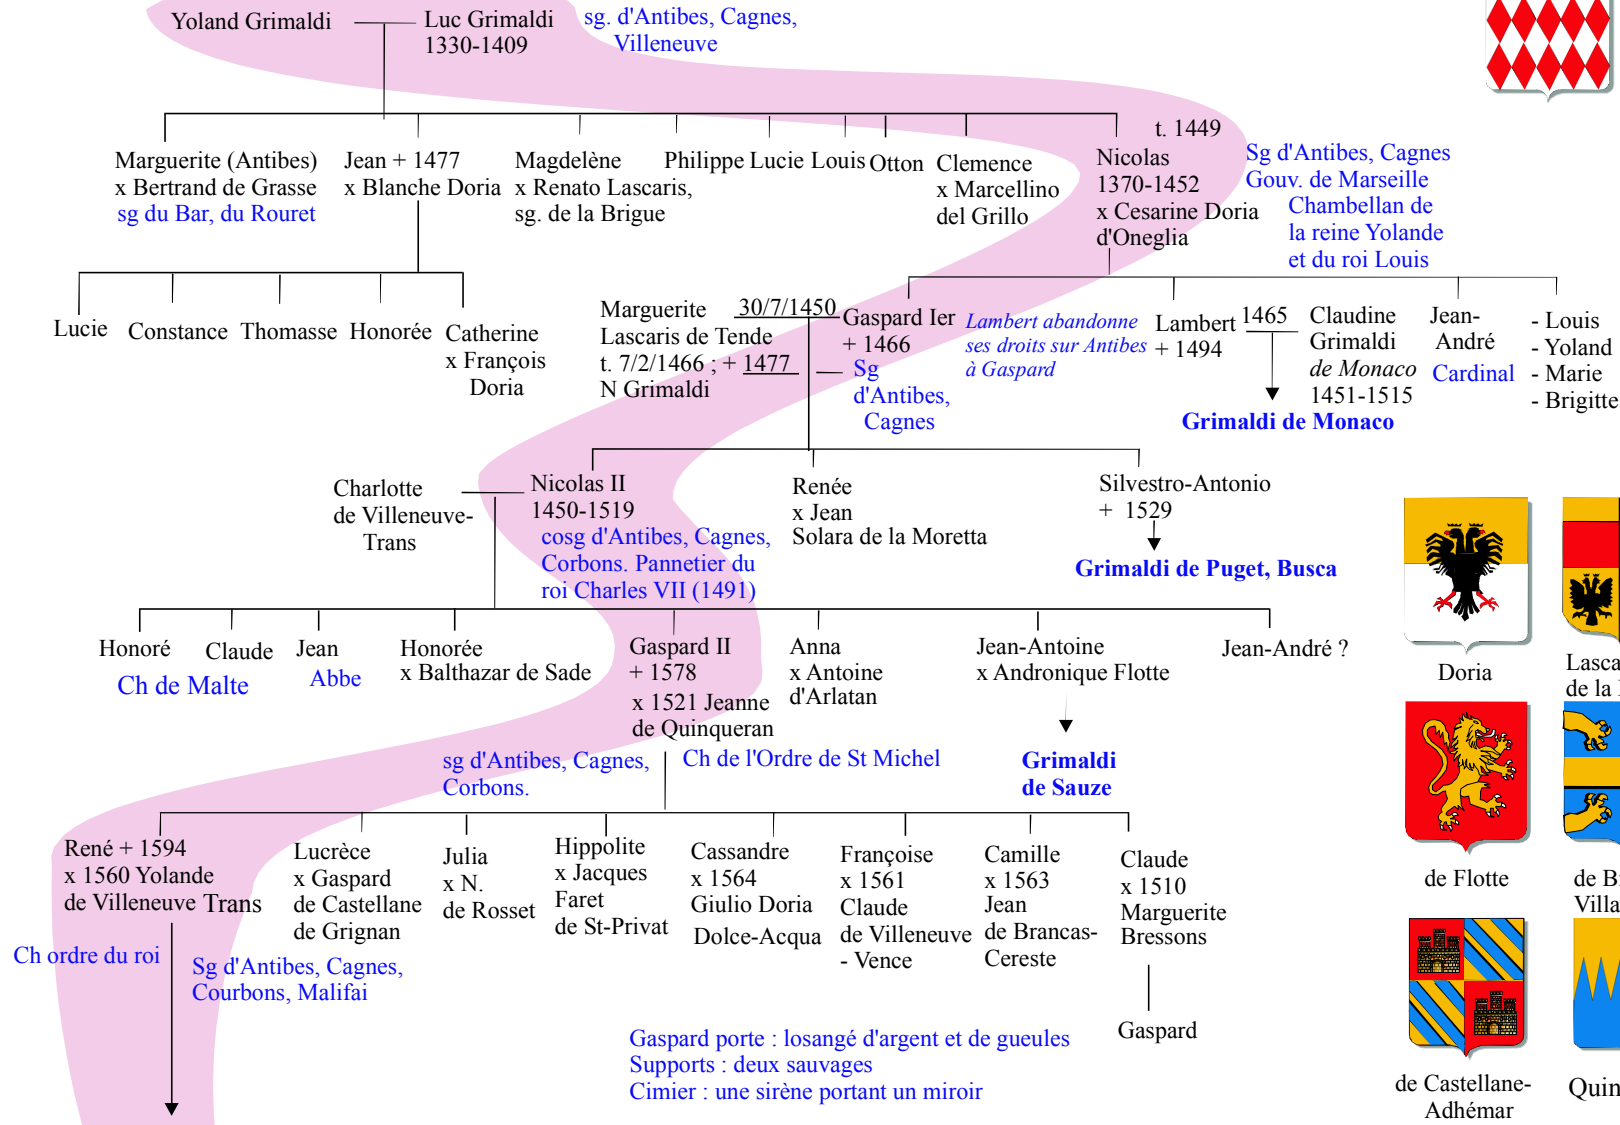 Yoland Grimaldi
Luc Grimaldi
1330-1409
sg. d'Antibes, Cagnes,
Villeneuve
Marguerite (Antibes)
x Bertrand de Grasse
sg du Bar, du Rouret
Jean + 1477
x Blanche Doria
Magdelène
x Renato Lascaris,
sg. de la Brigue
Philippe
Lucie
Louis
Otton
Clemence
x Marcellino
del Grillo
t. 1449
Nicolas
1370-1452
x Cesarine Doria
d'Oneglia
Sg d'Antibes, Cagnes
Gouv. de Marseille
Chambellan de
la reine Yolande
et du roi Louis
Lucie
Constance
Thomasse
Honorée
Catherine
x François
Doria
Marguerite
Lascaris de Tende
t. 7/2/1466 ; + 1477
N Grimaldi
30/7/1450
Gaspard Ier
+ 1466
Sg
d'Antibes,
Cagnes
Lambert abandonne
ses droits sur Antibes
à Gaspard
Lambert
+ 1494
1465
Claudine
Grimaldi
de Monaco
1451-1515
Grimaldi de Monaco
Jean-
André
Cardinal
- Louis
- Yoland
- Marie
- Brigitte
Charlotte
de Villeneuve-
Trans
Nicolas II
1450-1519
cosg d'Antibes, Cagnes,
Corbons. Pannetier du
roi Charles VII (1491)
Renée
x Jean
Solara de la Moretta
Silvestro-Antonio
+ 1529
Grimaldi de Puget, Busca
Honoré
Claude
Ch de Malte
Jean
Abbe
Honorée
x Balthazar de Sade
Gaspard II
+ 1578
x 1521 Jeanne
de Quinqueran
sg d'Antibes, Cagnes,
Corbons.
Ch de l'Ordre de St Michel
Anna
x Antoine
d'Arlatan
Jean-Antoine
x Andronique Flotte
Grimaldi
de Sauze
Jean-André ?
Doria
Lasca
de la
René + 1594
x 1560 Yolande
de Villeneuve Trans
Ch ordre du roi
Sg d'Antibes, Cagnes,
Courbons, Malifai
Lucrèce
x Gaspard
de Castellane
de Grignan
Julia
x N.
de Rosset
Hippolite
x Jacques
Faret
de St-Privat
Cassandre
x 1564
Giulio Doria
Dolce-Acqua
Françoise
x 1561
Claude
de Villeneuve
- Vence
Camille
x 1563
Jean
de Brancas-
Cereste
Claude
x 1510
Marguerite
Bressons
Gaspard
de Flotte
de B
Villa
Gaspard porte : losangé d'argent et de gueules
Supports : deux sauvages
Cimier : une sirène portant un miroir
de Castellane-
Adhémar
Quin